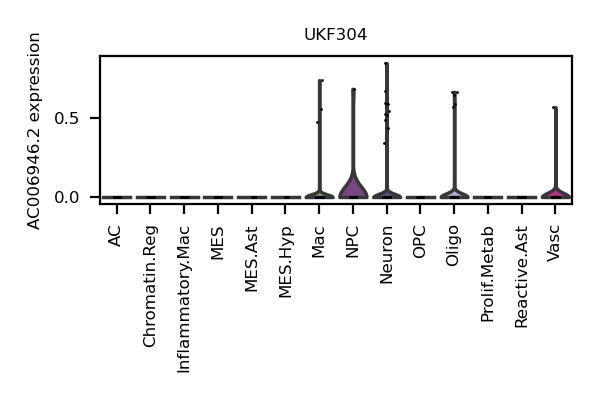 UKF304
AC006946.2 expression
0.5
0.0
AC
Chromatin.Reg
Inflammatory.Mac
MES
MES.Ast
MES.Hyp
Mac
NPC
Neuron
OPC
Oligo
Prolif.Metab
Reactive.Ast
Vasc